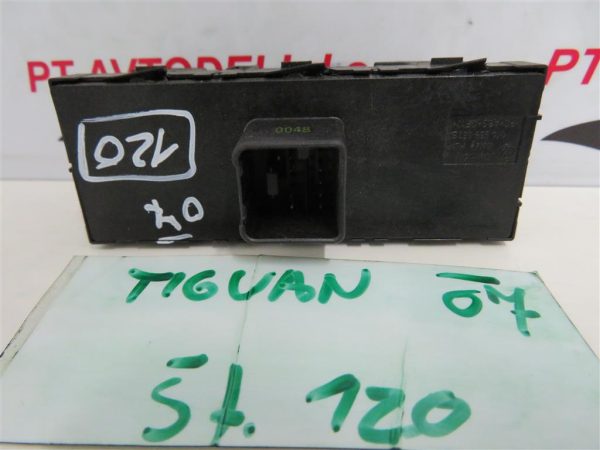 PT-AVTODELI
PT
0048
120
07
TIGUAN 07
Št. 120